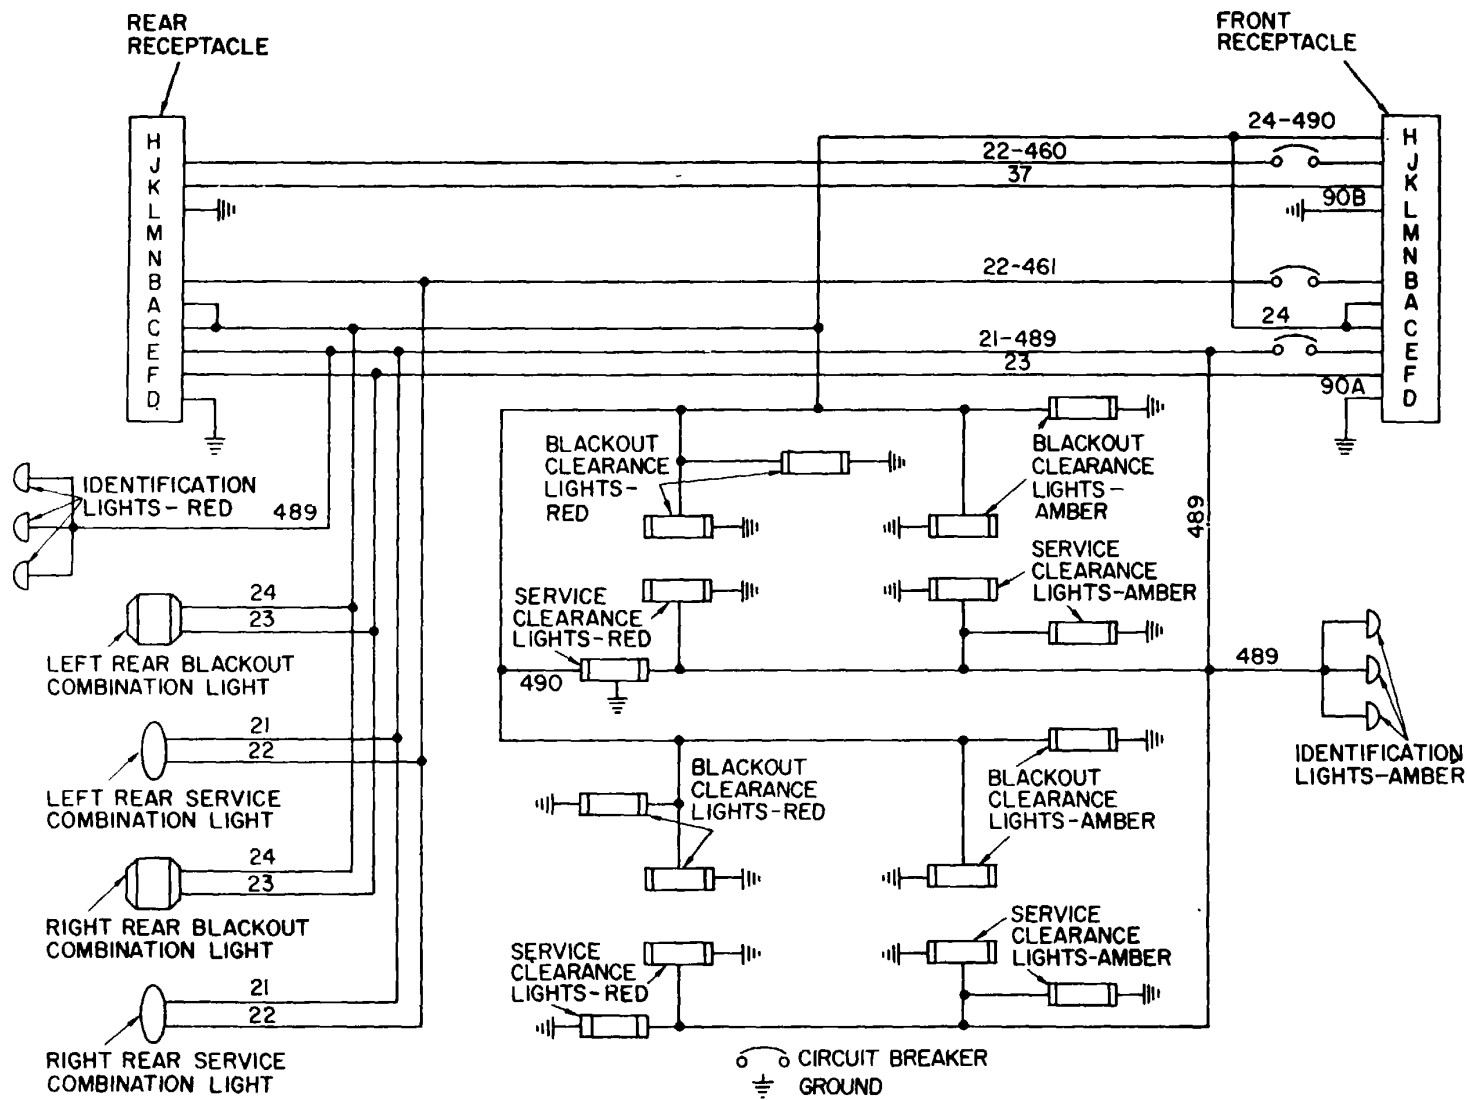 REAR
RECEPTACLE
FRONT
RECEPTACLE
H
J
K
L
M
N
B
A
C
E
F
D
24-490
22-460
37
90B
22-461
24
21-489
23
90A
H
J
K
L
M
N
B
A
C
E
F
D
IDENTIFICATION
LIGHTS-RED
489
BLACKOUT
CLEARANCE
LIGHTS-
RED
BLACKOUT
CLEARANCE
LIGHTS-
AMBER
489
SERVICE
CLEARANCE
LIGHTS-AMBER
SERVICE
CLEARANCE
LIGHTS-RED
490
24
23
LEFT REAR BLACKOUT
COMBINATION LIGHT
489
IDENTIFICATION
LIGHTS-AMBER
21
22
LEFT REAR SERVICE
COMBINATION LIGHT
BLACKOUT
CLEARANCE
LIGHTS-RED
BLACKOUT
CLEARANCE
LIGHTS-AMBER
24
23
RIGHT REAR BLACKOUT
COMBINATION LIGHT
SERVICE
CLEARANCE
LIGHTS-RED
SERVICE
CLEARANCE
LIGHTS-AMBER
21
22
RIGHT REAR SERVICE
COMBINATION LIGHT
CIRCUIT BREAKER
GROUND